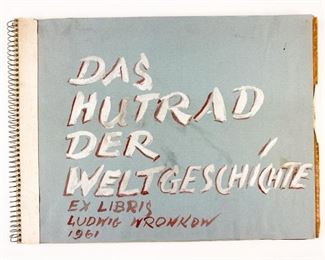 DAS
HUTRAD
DER
WELTGESCHICHTE
EX LIBRIS
LUDWIG WRONKOW
1961